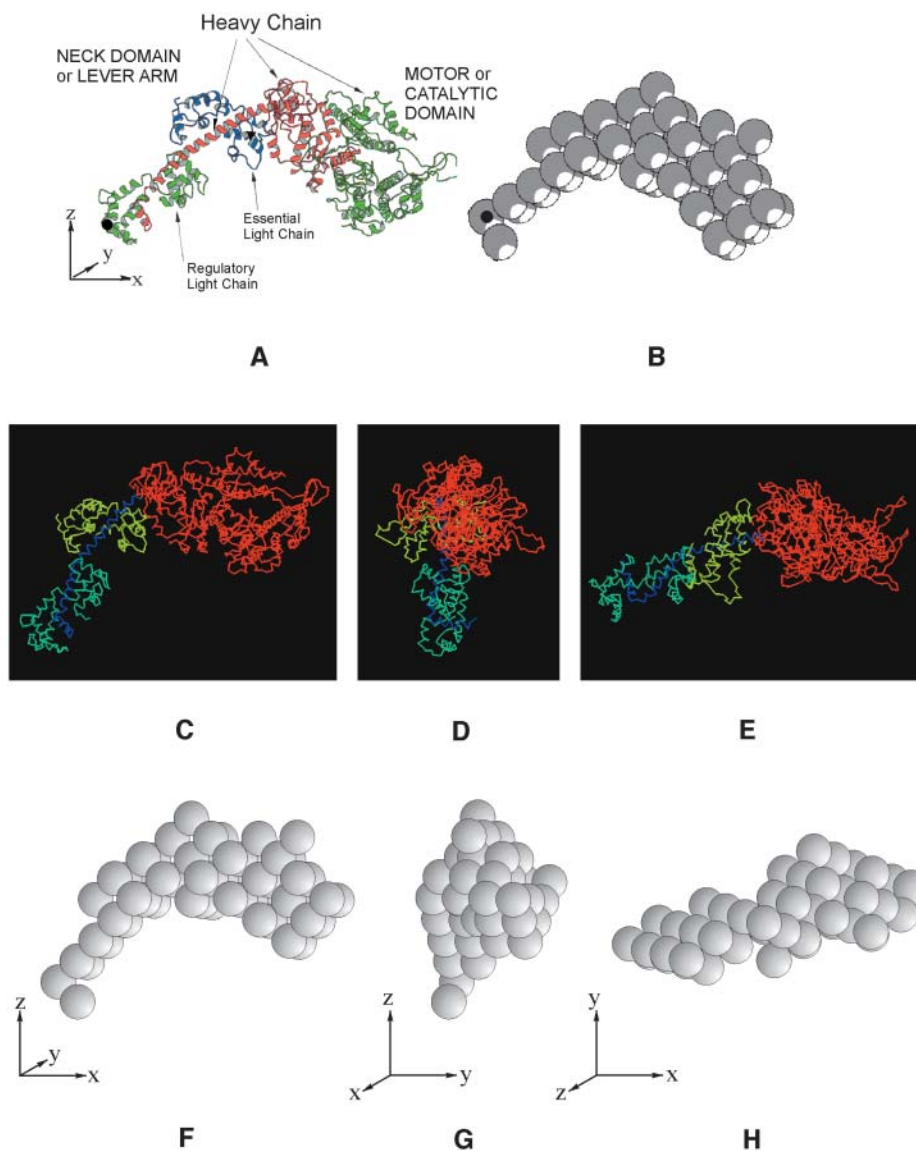 Heavy Chain
NECK DOMAIN
or LEVER ARM
MOTOR or
CATALYTIC
DOMAIN
Essential
Light Chain
Regulatory
Light Chain
z
y
x
A
B
C
D
E
z
y
x
z
x
y
y
z
x
F
G
H